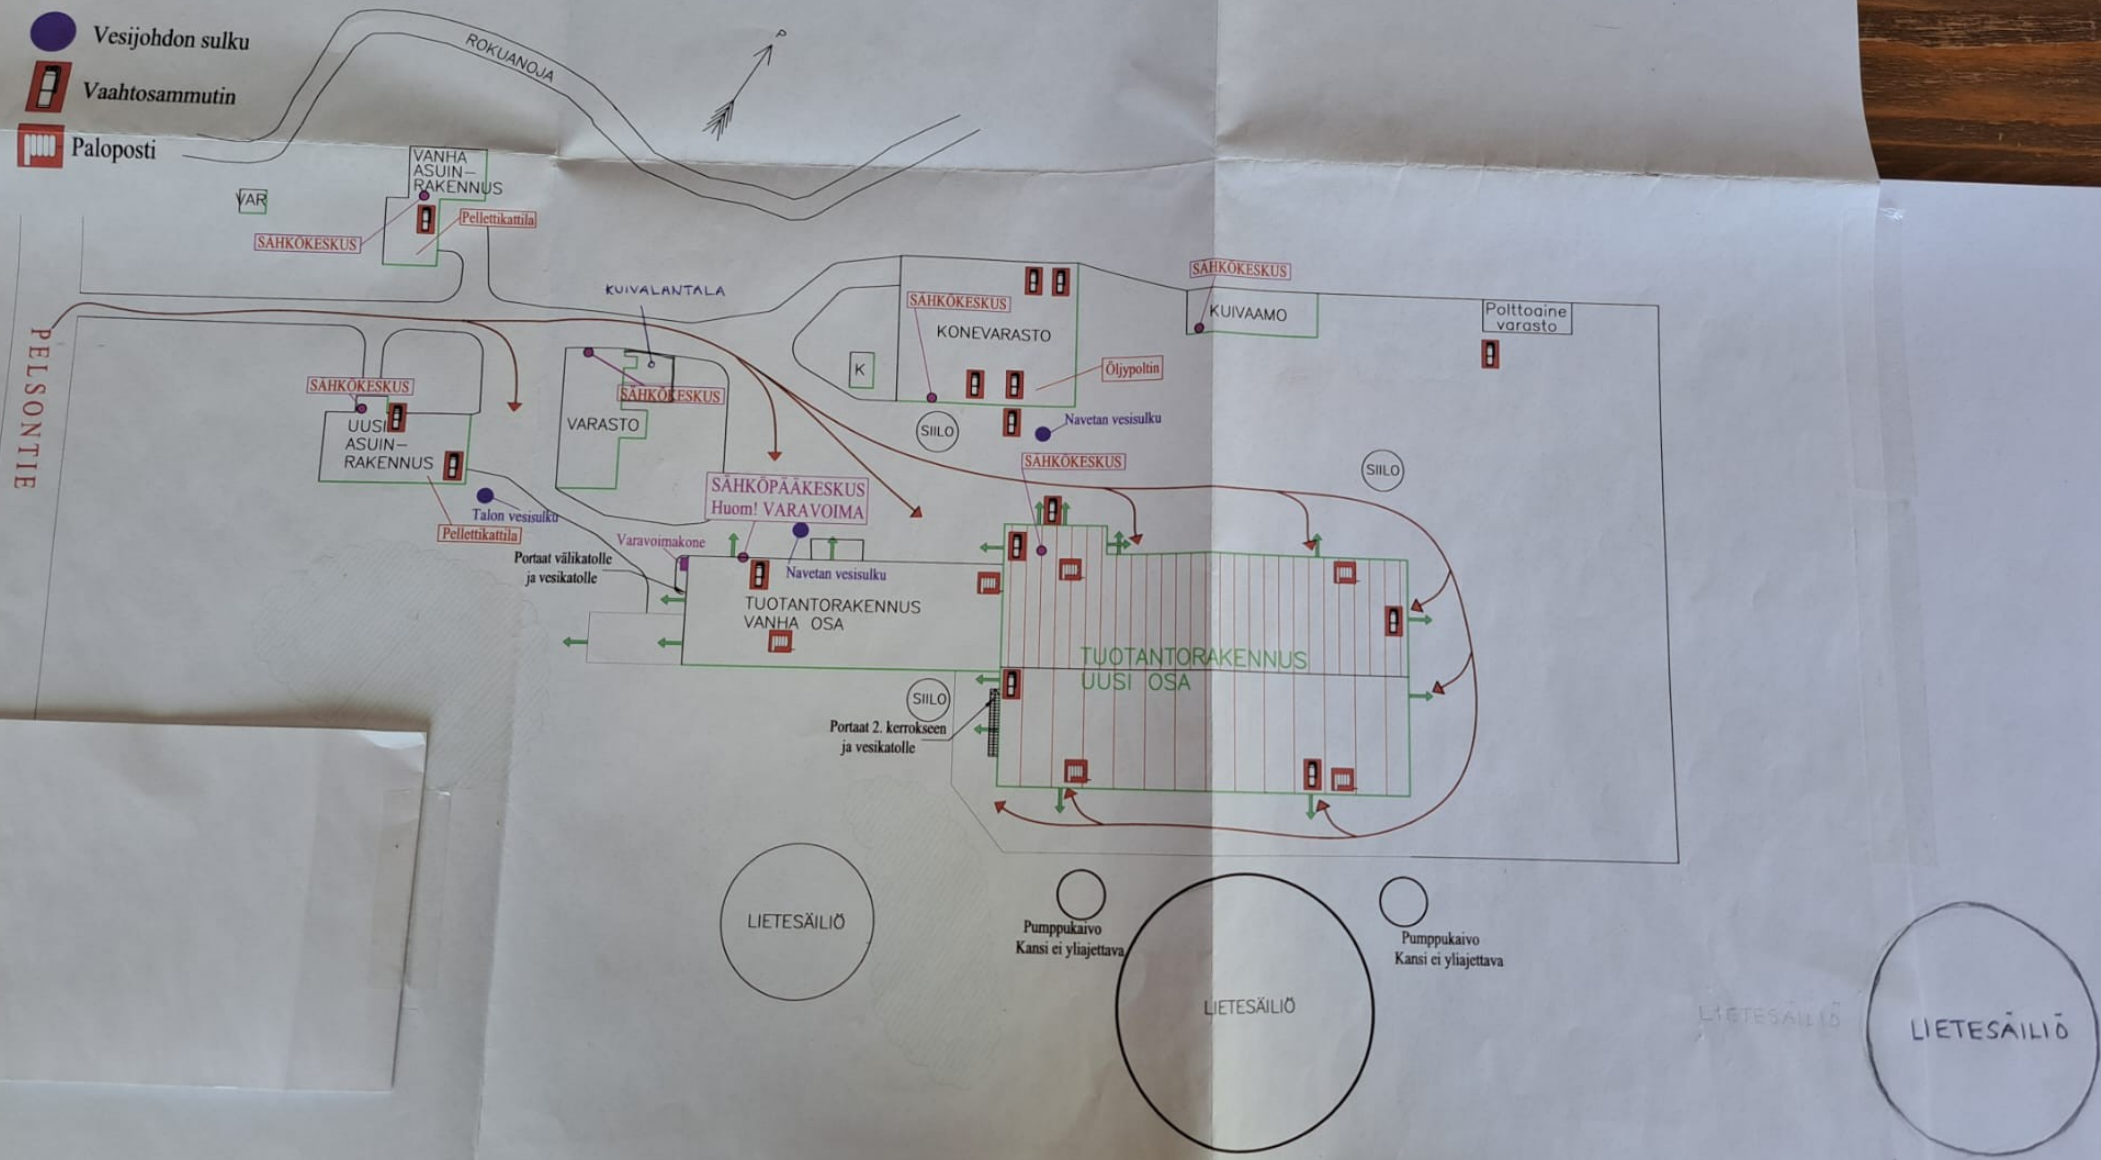 Vesijohdon sulku
Vaahtosammutin
Paloposti
ROKUANOJA
P
VANHA
ASUIN-
RAKENNUS
VAR
Pellettikattila
SÄHKÖKESKUS
PELSONTIE
KUIVALANTALA
SÄHKÖKESKUS
KONEVARASTO
K
SÄHKÖKESKUS
KUIVAAMO
Polttoaine
varasto
Öljypoltin
SÄHKÖKESKUS
UUSI
ASUIN-
RAKENNUS
SÄHKÖKESKUS
VARASTO
SIILO
Navetan vesisulku
SÄHKÖKESKUS
SIILO
SÄHKÖPÄÄKESKUS
Huom! VARAVOIMA
Talon vesisulku
Pellettikattila
Varavoimakone
Portaat välikatolle
ja vesikatolle
Navetan vesisulku
TUOTANTORAKENNUS
VANHA OSA
TUOTANTORAKENNUS
UUSI OSA
SIILO
Portaat 2. kerrokseen
ja vesikatolle
LIETESÄILIÖ
Pumppukaivo
Kansi ei yliajettava
LIETESÄILIÖ
Pumppukaivo
Kansi ei yliajettava
LIETESÄILIÖ
LIETESÄILIÖ